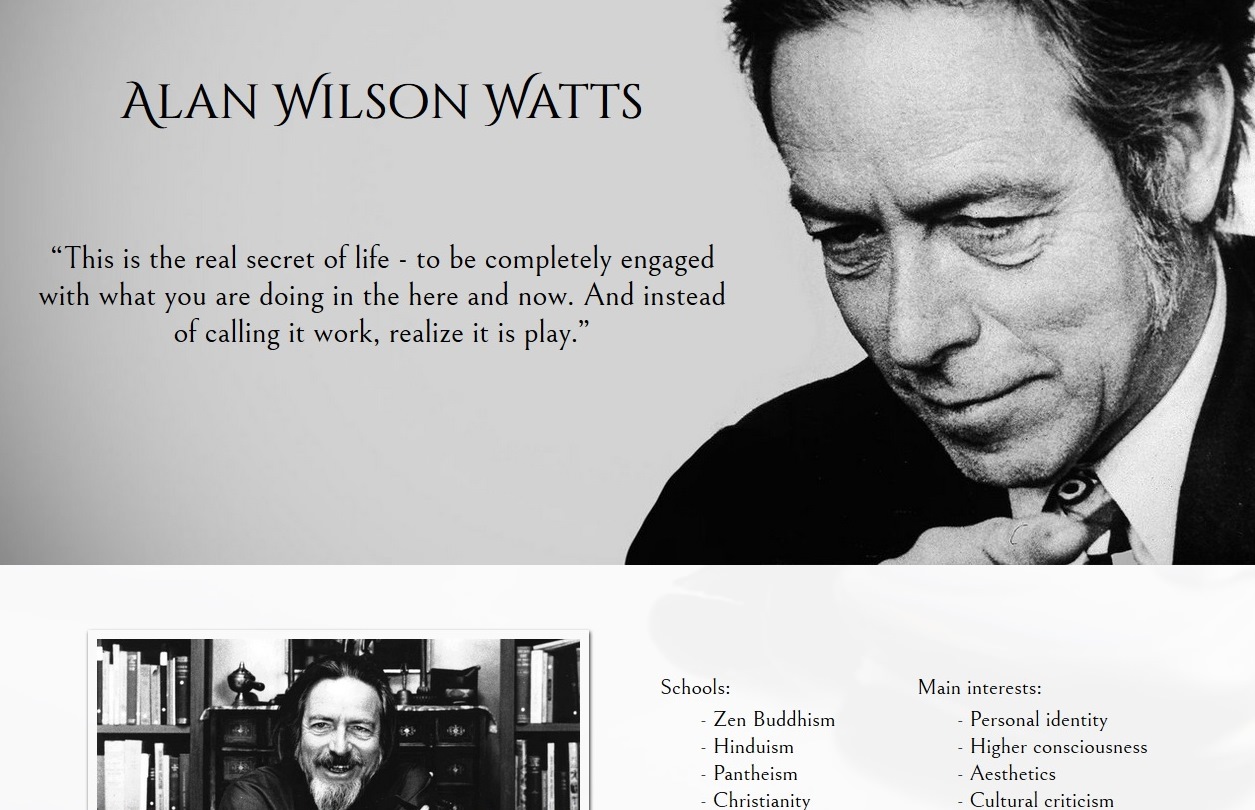 Alan Wilson Watts
“This is the real secret of life - to be completely engaged
with what you are doing in the here and now. And instead
of calling it work, realize it is play.”
Schools:
- Zen Buddhism
- Hinduism
- Pantheism
- Christianity
Main interests:
- Personal identity
- Higher consciousness
- Aesthetics
- Cultural criticism